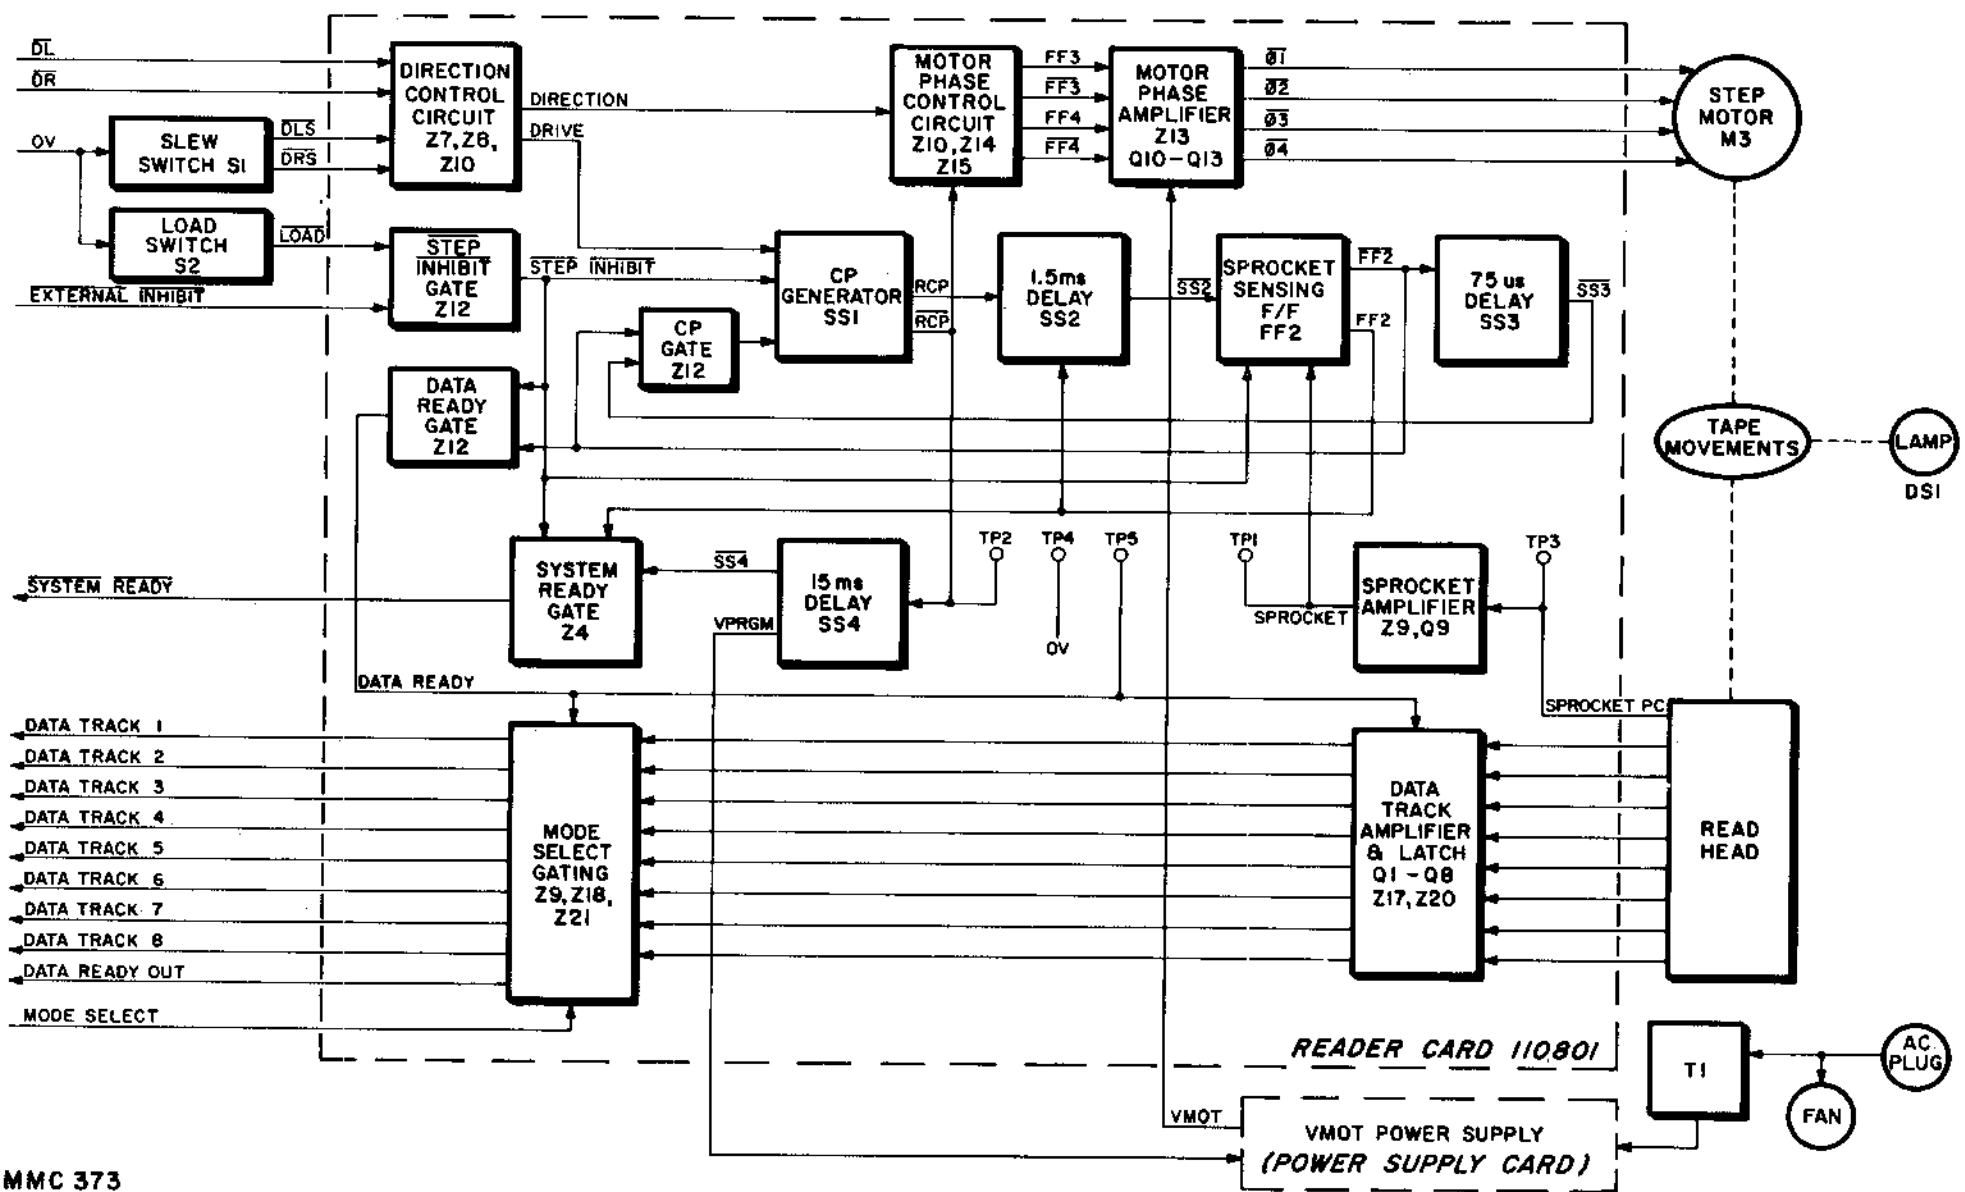 DL
DR
OV
SLEW
SWITCH S1
DLS
DRS
LOAD
SWITCH
S2
LOAD
EXTERNAL INHIBIT
DIRECTION
CONTROL
CIRCUIT
Z7, Z8,
Z10
DIRECTION
DRIVE
MOTOR
PHASE
CONTROL
CIRCUIT
Z10, Z14
Z15
FF3
FF3
FF4
FF4
MOTOR
PHASE
AMPLIFIER
Z13
Q10-Q13
Ø1
Ø2
Ø3
Ø4
STEP
MOTOR
M3
STEP
INHIBIT
GATE
Z12
STEP INHIBIT
CP
GATE
Z12
CP
GENERATOR
SS1
RCP
RCP
1.5ms
DELAY
SS2
SS2
SPROCKET
SENSING
F/F
FF2
FF2
FF2
75 us
DELAY
SS3
SS3
DATA
READY
GATE
Z12
TAPE
MOVEMENTS
LAMP
DS1
SYSTEM READY
SYSTEM
READY
GATE
Z4
SS4
VPRGM
15 ms
DELAY
SS4
TP2
TP4
TP5
OV
TP1
SPROCKET
SPROCKET
AMPLIFIER
Z9, Q9
TP3
SPROCKET PC
DATA READY
DATA TRACK 1
DATA TRACK 2
DATA TRACK 3
DATA TRACK 4
DATA TRACK 5
DATA TRACK 6
DATA TRACK 7
DATA TRACK 8
DATA READY OUT
MODE SELECT
MODE
SELECT
GATING
Z9, Z18,
Z21
DATA
TRACK
AMPLIFIER
& LATCH
Q1 - Q8
Z17, Z20
READ
HEAD
READER CARD 110801
T1
AC
PLUG
FAN
VMOT
VMOT POWER SUPPLY
(POWER SUPPLY CARD)
MMC 373